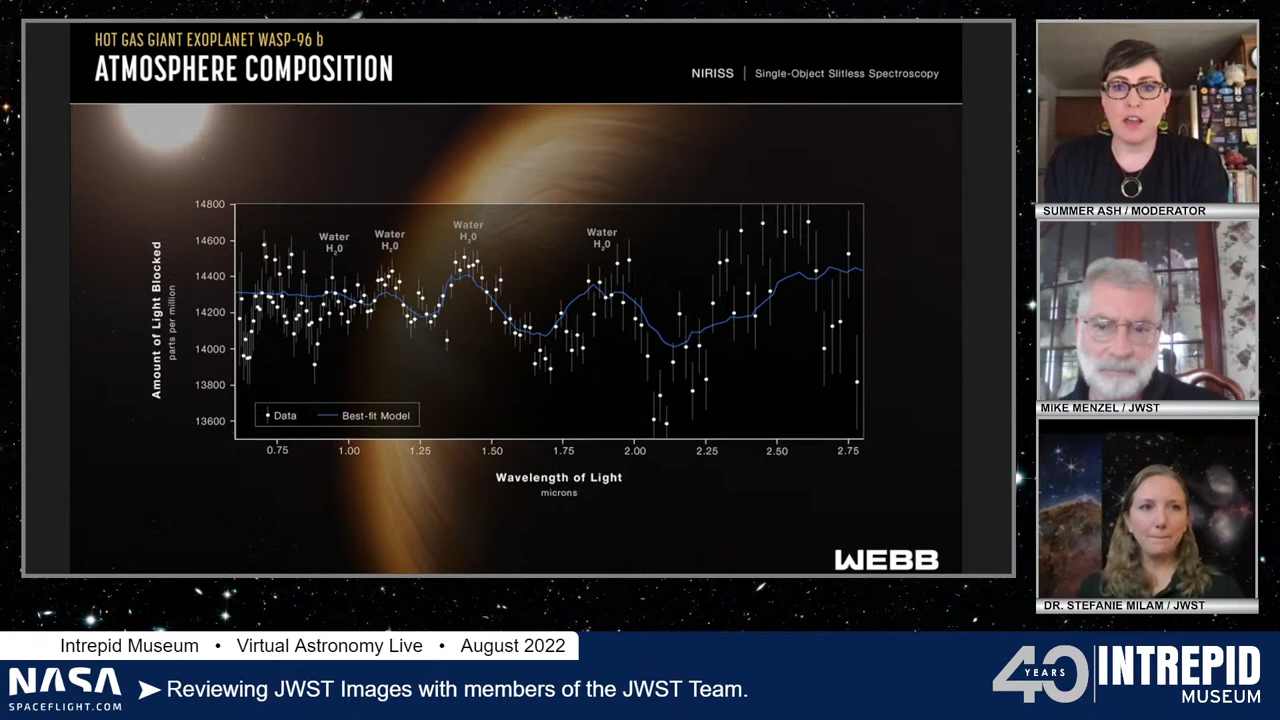 HOT GAS GIANT EXOPLANET WASP-96 b
ATMOSPHERE COMPOSITION
NIRISS | Single-Object Slitless Spectroscopy
14800
14600
14400
14200
14000
13800
13600
Amount of Light Blocked
parts per million
Water
H₂O
Water
H₂O
Water
H₂O
Water
H₂O
Data
Best-fit Model
0.75 1.00 1.25 1.50 1.75 2.00 2.25 2.50 2.75
Wavelength of Light
microns
WEBB
SUMMER ASH / MODERATOR
MIKE MENZEL / JWST
DR. STEFANIE MILAM / JWST
Intrepid Museum • Virtual Astronomy Live • August 2022
NASA
SPACEFLIGHT.COM
Reviewing JWST Images with members of the JWST Team.
40
YEARS
INTREPID
MUSEUM